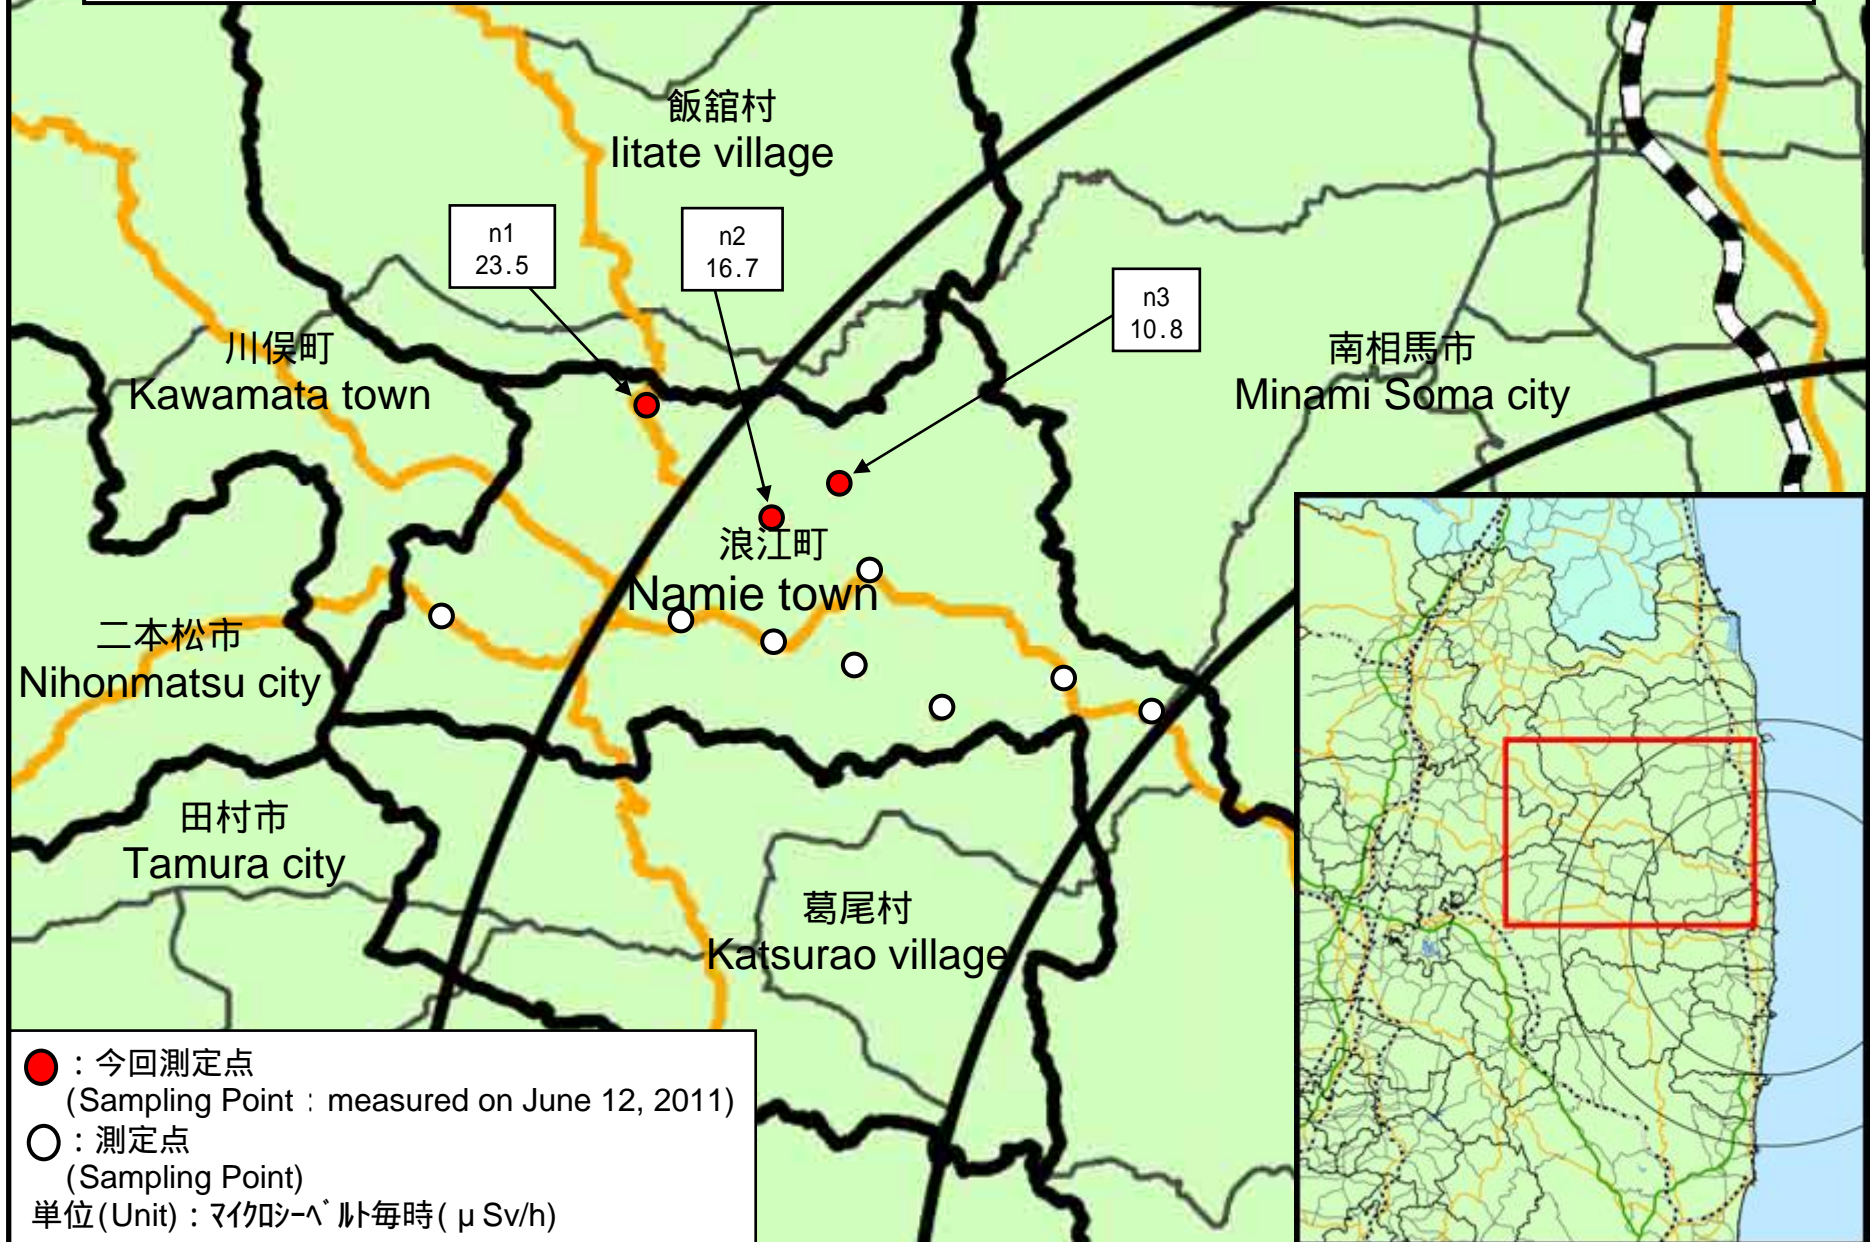 飯舘村
Iitate village
n1
23.5
n2
16.7
n3
10.8
川俣町
Kawamata town
南相馬市
Minami Soma city
浪江町
Namie town
二本松市
Nihonmatsu city
田村市
Tamura city
葛尾村
Katsurao village
：今回測定点
(Sampling Point：measured on June 12, 2011)
：測定点
(Sampling Point)
単位(Unit)：ﾏｲｸﾛｼｰﾍﾞﾙﾄ毎時( μ Sv/h)